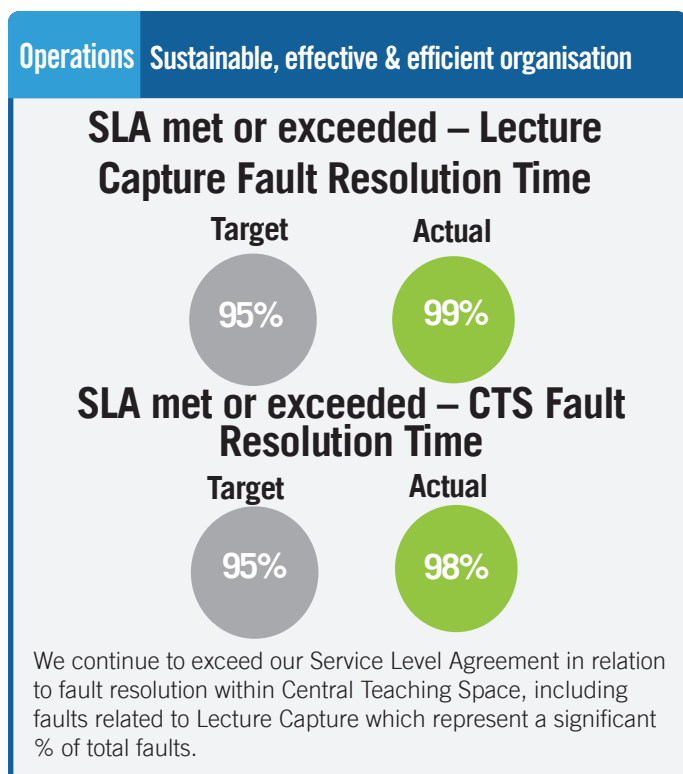 Operations Sustainable, effective & efficient organisation
SLA met or exceeded – Lecture
Capture Fault Resolution Time
Target Actual
95% 99%
SLA met or exceeded – CTS Fault
Resolution Time
Target Actual
95% 98%
We continue to exceed our Service Level Agreement in relation
to fault resolution within Central Teaching Space, including
faults related to Lecture Capture which represent a significant
% of total faults.